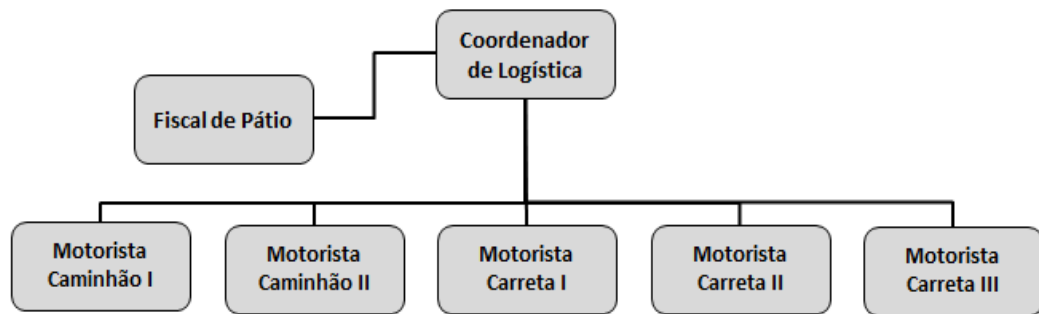 Coordenador
de Logística
Fiscal de Pátio
Motorista
Caminhão I
Motorista
Caminhão II
Motorista
Carreta I
Motorista
Carreta II
Motorista
Carreta III